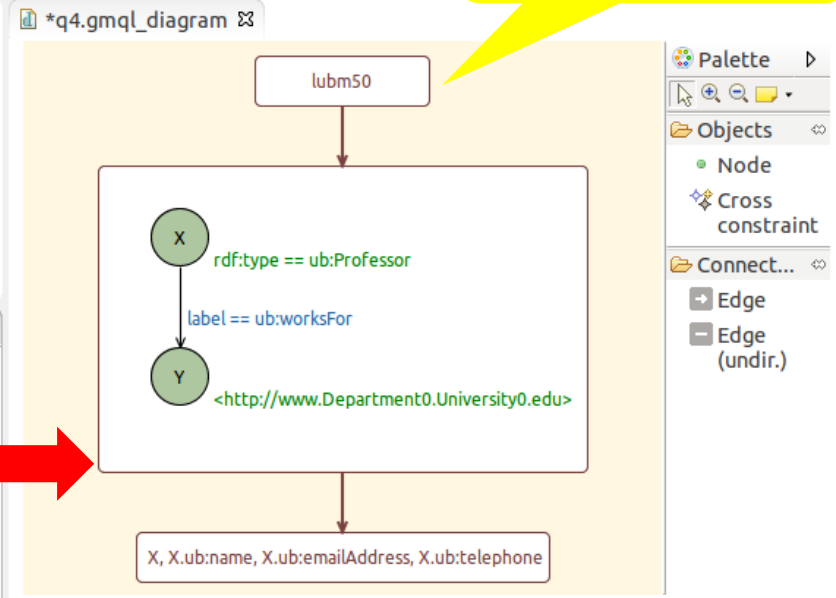 *q4.gmql_diagram
lubm50
X
rdf:type == ub:Professor
label == ub:worksFor
Y
<http://www.Department0.University0.edu>
X, X.ub:name, X.ub:emailAddress, X.ub:telephone
Palette
Objects
Node
Cross
constraint
Connect...
Edge
Edge
(undir.)